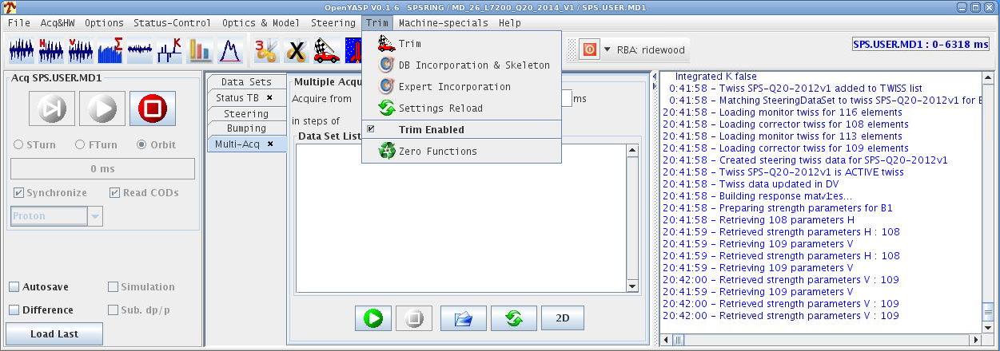 OpenYASP V0.1.6 SPSRING / MD_26_L7200_Q20_2014_V1 / SPS.USER.MD1
File Acq&HW Options Status-Control Optics & Model Steering Trim Machine-specials Help
H M V Σ K 3 X
RBA: ridewood
SPS.USER.MD1 : 0-6318 ms
Trim
DB Incorporation & Skeleton
Expert Incorporation
Settings Reload
Trim Enabled
Zero Functions
Acq SPS.USER.MD1
STurn FTurn Orbit
0 ms
Synchronize Read CODs
Proton
Autosave Simulation
Difference Sub. dp/p
Load Last
Data Sets
Status TB ×
Steering
Bumping
Multi-Acq ×
Multiple Acqu
Acquire from ms
in steps of
Data Set List
2D
Integrated K false
20:41:58 - Twiss SPS-Q20-2012v1 added to TWISS list
20:41:58 - Matching SteeringDataSet to twiss SPS-Q20-2012v1 for B
20:41:58 - Loading monitor twiss for 116 elements
20:41:58 - Loading corrector twiss for 108 elements
20:41:58 - Loading monitor twiss for 113 elements
20:41:58 - Loading corrector twiss for 109 elements
20:41:58 - Created steering twiss data for SPS-Q20-2012v1
20:41:58 - Twiss SPS-Q20-2012v1 is ACTIVE twiss
20:41:58 - Twiss data updated in DV
20:41:58 - Building response matrices...
20:41:58 - Preparing strength parameters for B1
20:41:58 - Retrieving 108 parameters H
20:41:59 - Retrieved strength parameters H : 108
20:41:59 - Retrieving 109 parameters V
20:41:59 - Retrieved strength parameters H : 108
20:41:59 - Retrieving 109 parameters V
20:42:00 - Retrieved strength parameters V : 109
20:41:59 - Retrieving 109 parameters V
20:42:00 - Retrieved strength parameters V : 109
20:42:00 - Retrieved strength parameters V : 109